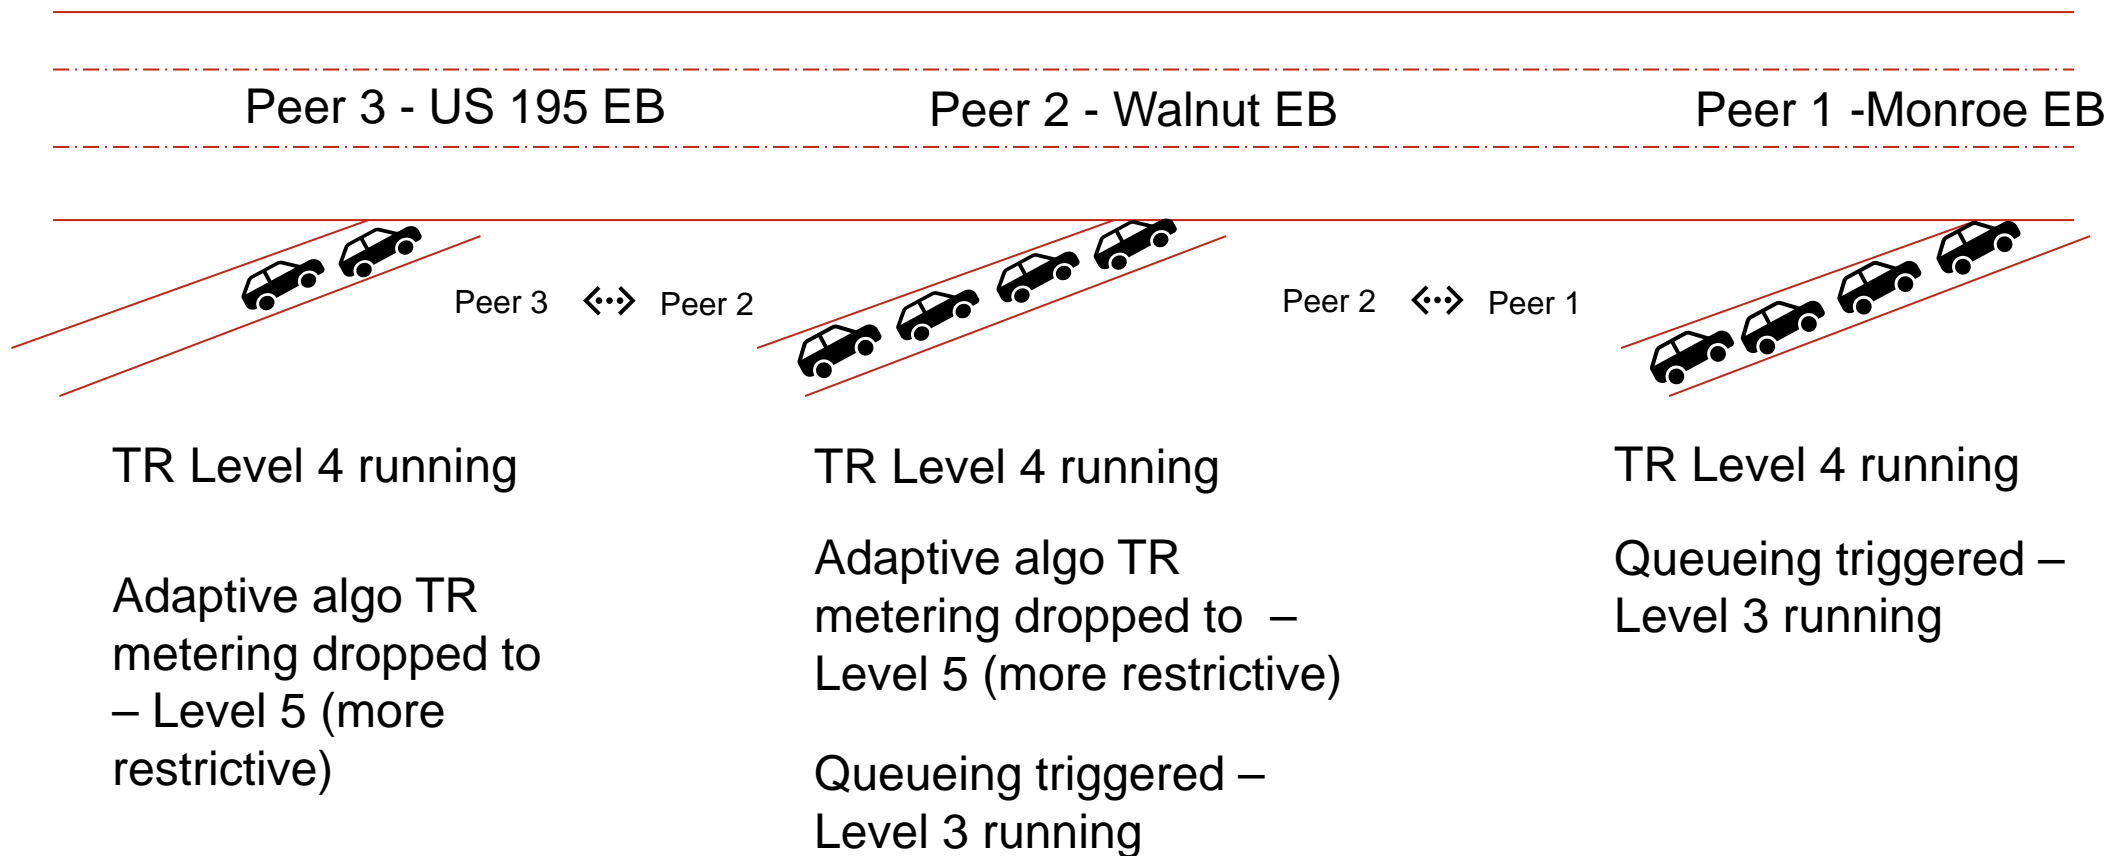 Peer 3 - US 195 EB
Peer 2 - Walnut EB
Peer 1 -Monroe EB
Peer 3
Peer 2
Peer 2
Peer 1
TR Level 4 running
Adaptive algo TR
metering dropped to
– Level 5 (more
restrictive)
TR Level 4 running
Adaptive algo TR
metering dropped to  –
Level 5 (more restrictive)
Queueing triggered –
Level 3 running
TR Level 4 running
Queueing triggered –
Level 3 running